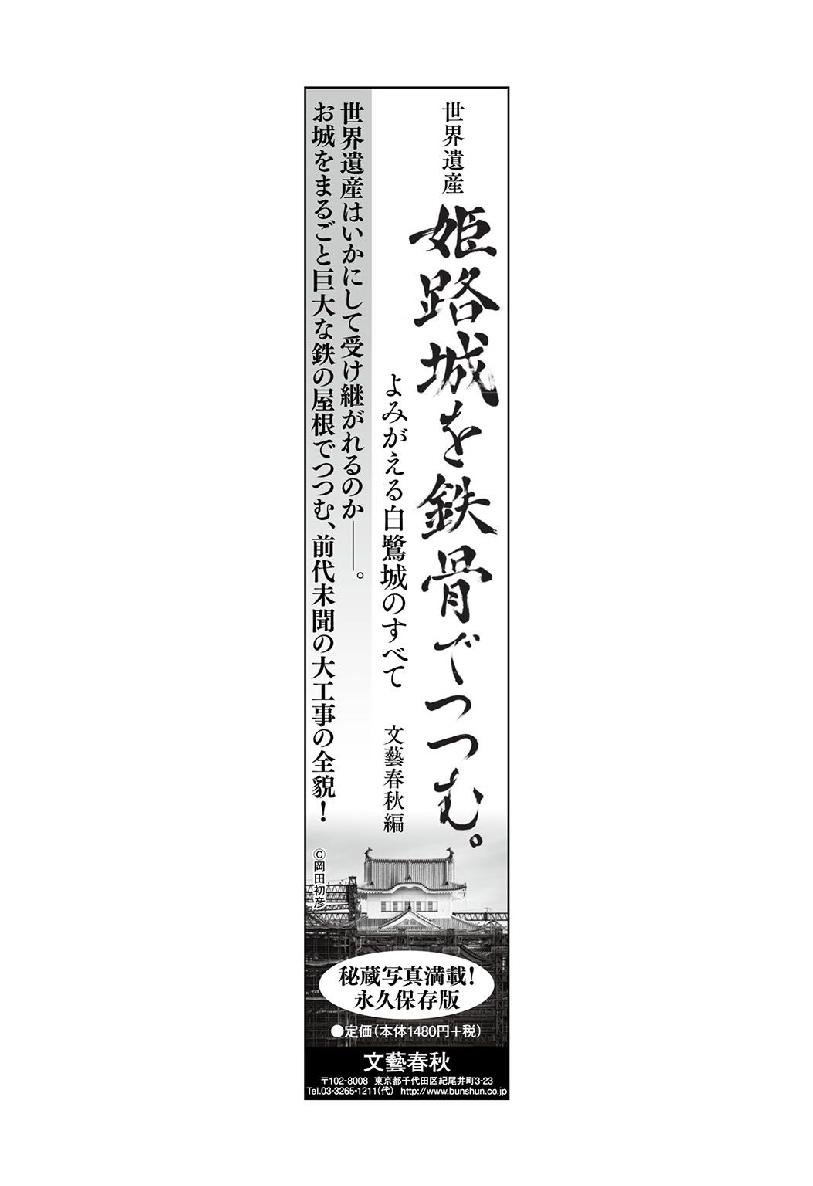 世界遺産
姫路城を鉄骨でつつむ。
よみがえる白鷺城のすべて
文藝春秋編
世界遺産はいかにして受け継がれるのか――。
お城をまるごと巨大な鉄の屋根でつつむ、前代未聞の大工事の全貌!
©岡田初彦
秘蔵写真満載!
永久保存版
●定価(本体1480円+税)
文藝春秋
〒102-8008 東京都千代田区紀尾井町3-23
Tel.03-3265-1211(代) http://www.bunshun.co.jp